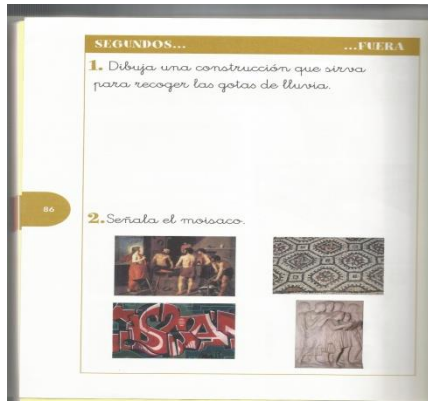 SEGUNDOS... ...FUERA
1. Dibuja una construcción que sirva
para recoger las gotas de lluvia.
86
2. Señala el moisaco.